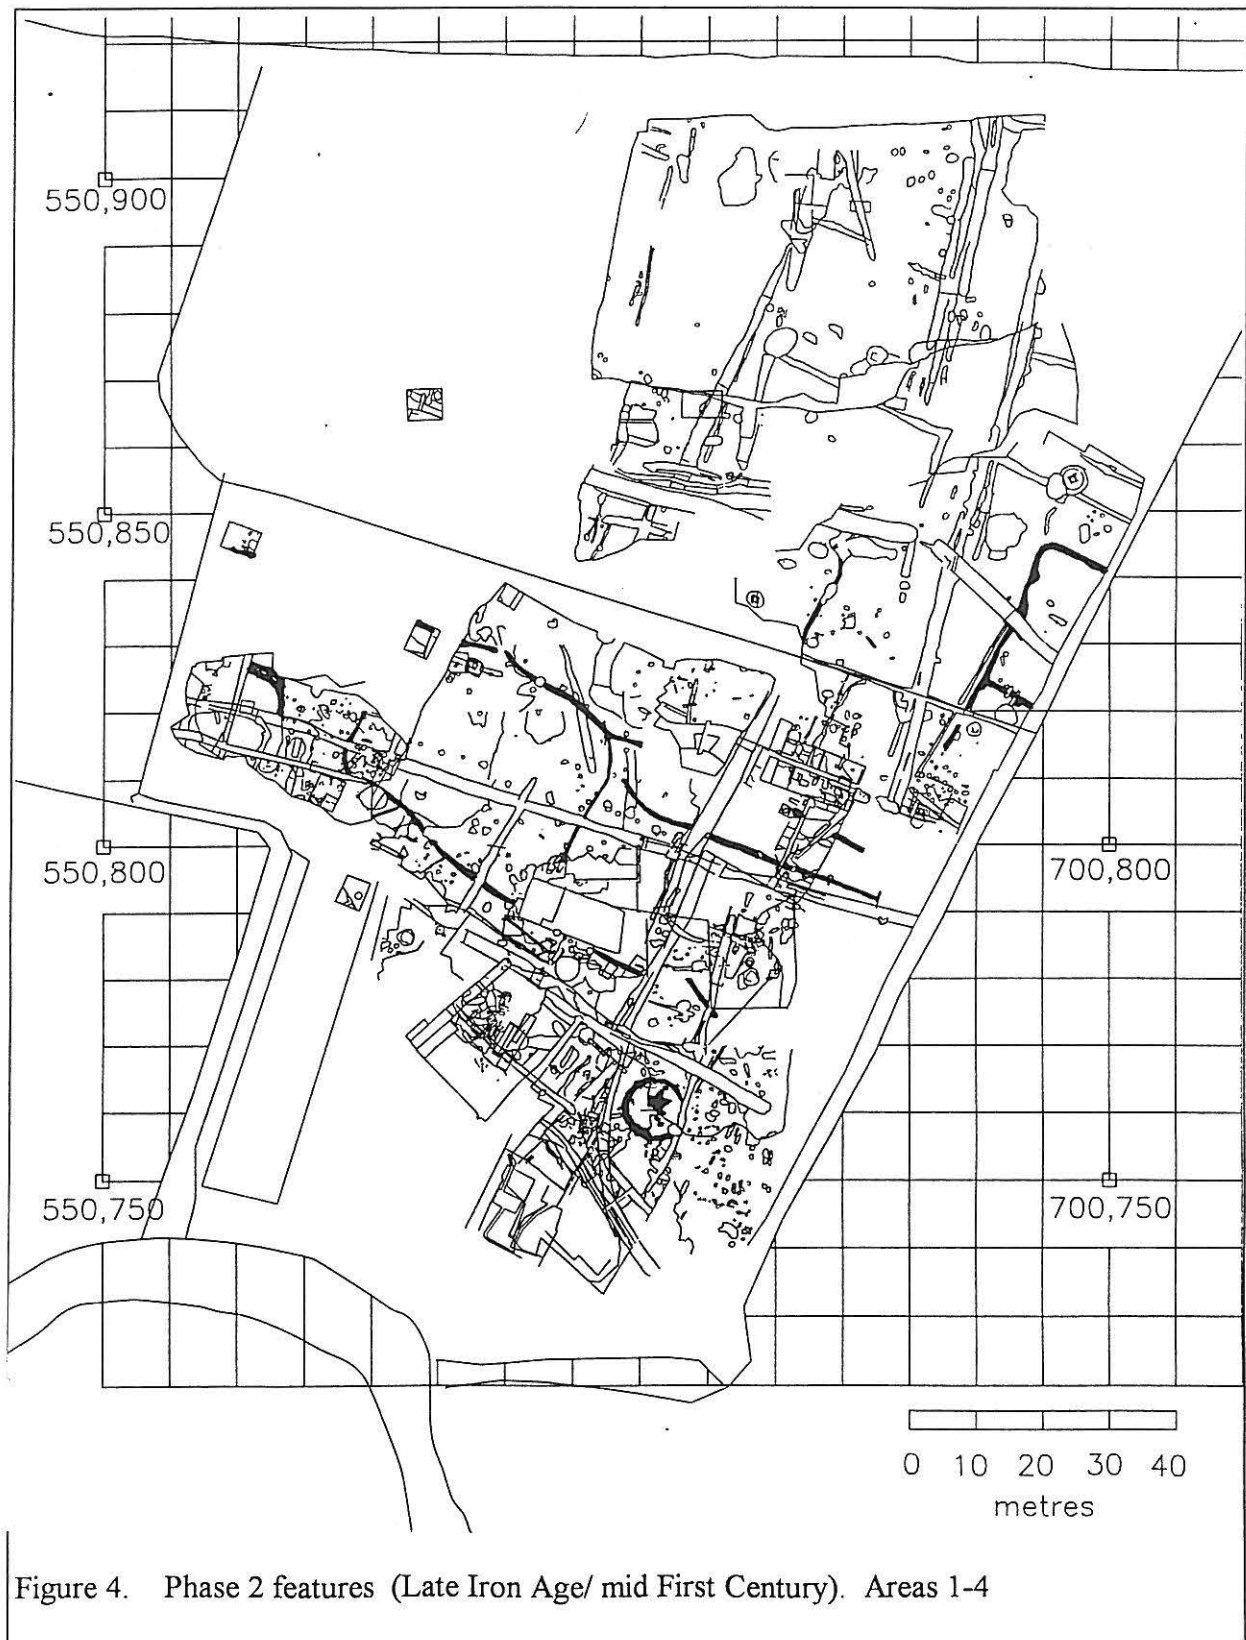 550,900
550,850
550,800
700,800
550,750
700,750
0 10 20 30 40
metres
Figure 4. Phase 2 features (Late Iron Age/ mid First Century). Areas 1-4